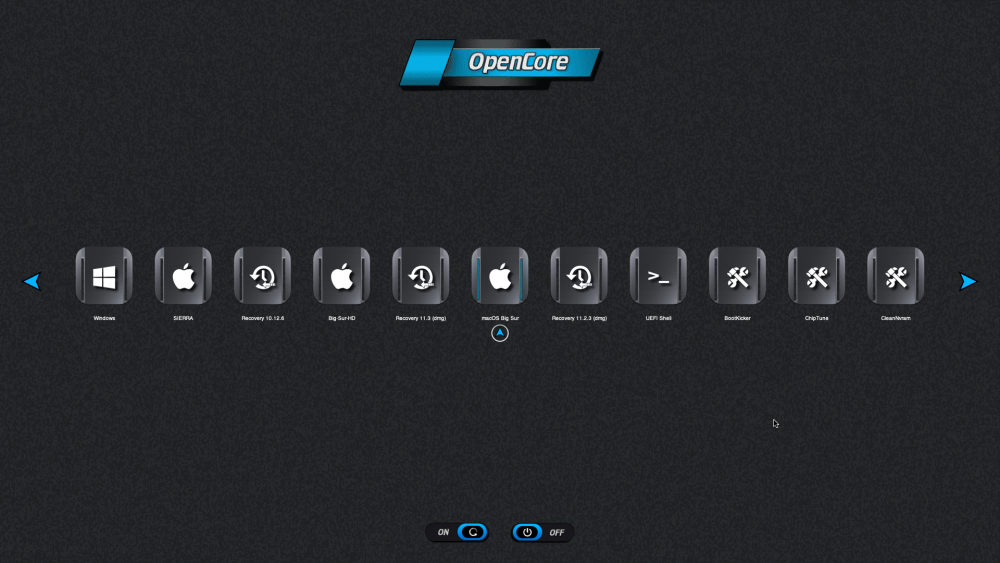 OpenCore
Windows
SIERRA
Recovery 10.12.6
Big-Sur-HD
Recovery 11.3 (dmg)
macOS Big Sur
Recovery 11.2.3 (dmg)
UEFI Shell
BootKicker
ChipTune
CleanNvram
ON
OFF